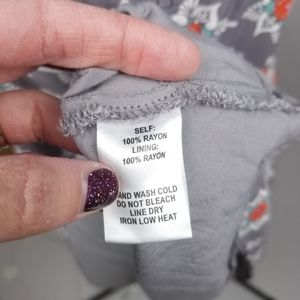 SELF:
100% RAYON
LINING:
100% RAYON
AND WASH COLD
DO NOT BLEACH
LINE DRY
IRON LOW HEAT